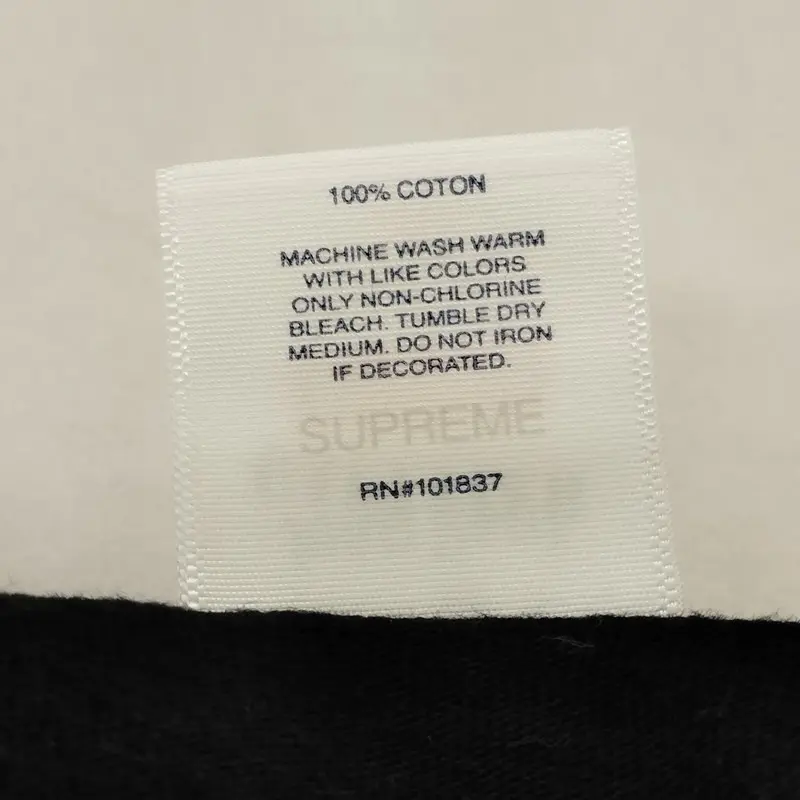 100% COTON
MACHINE WASH WARM
WITH LIKE COLORS
ONLY NON-CHLORINE
BLEACH. TUMBLE DRY
MEDIUM. DO NOT IRON
IF DECORATED.
SUPREME
RN#101837